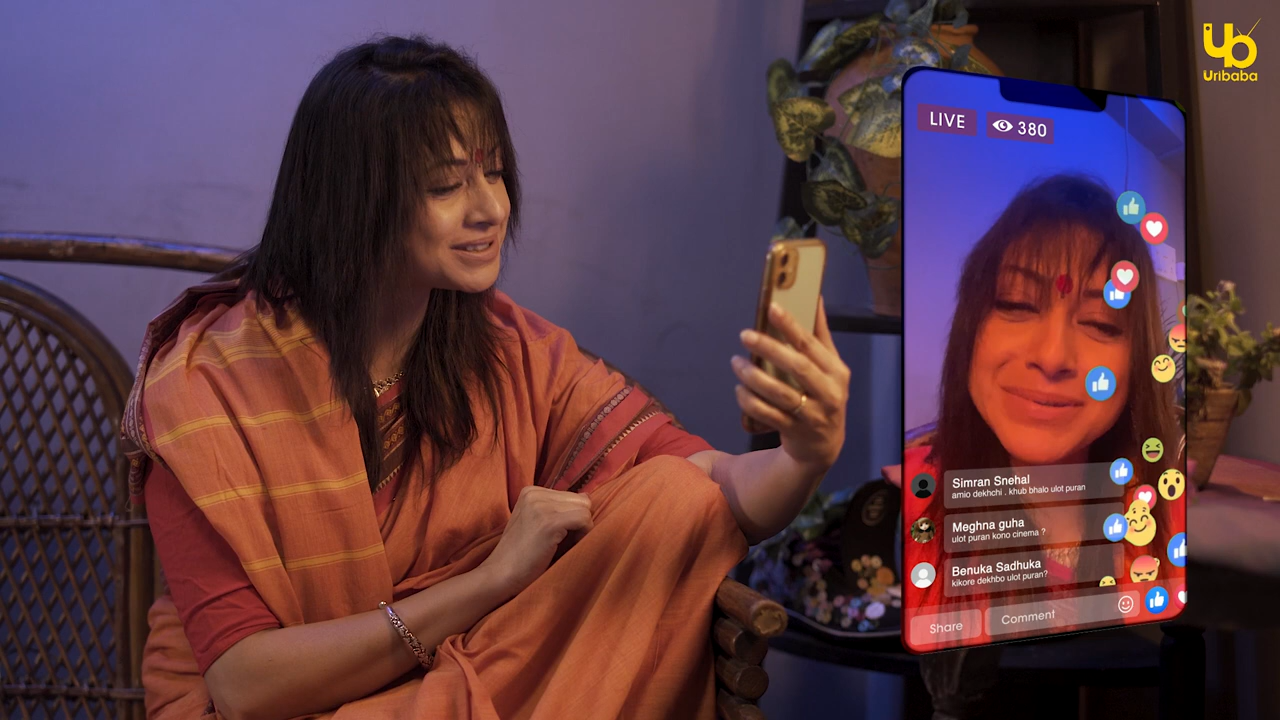 Ub
Uribaba
LIVE
380
Simran Snehal
amio dekhchi . khub bhalo ulot puran
Meghna guha
ulot puran kono cinema ?
Benuka Sadhuka
kikore dekhbo ulot puran?
Share
Comment